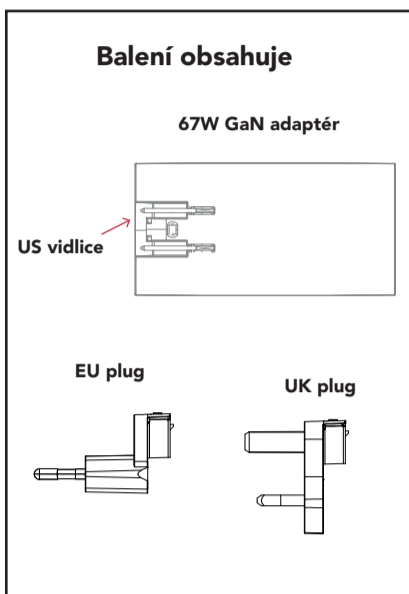 Balení obsahuje
67W GaN adaptér
US vidlice
EU plug
UK plug